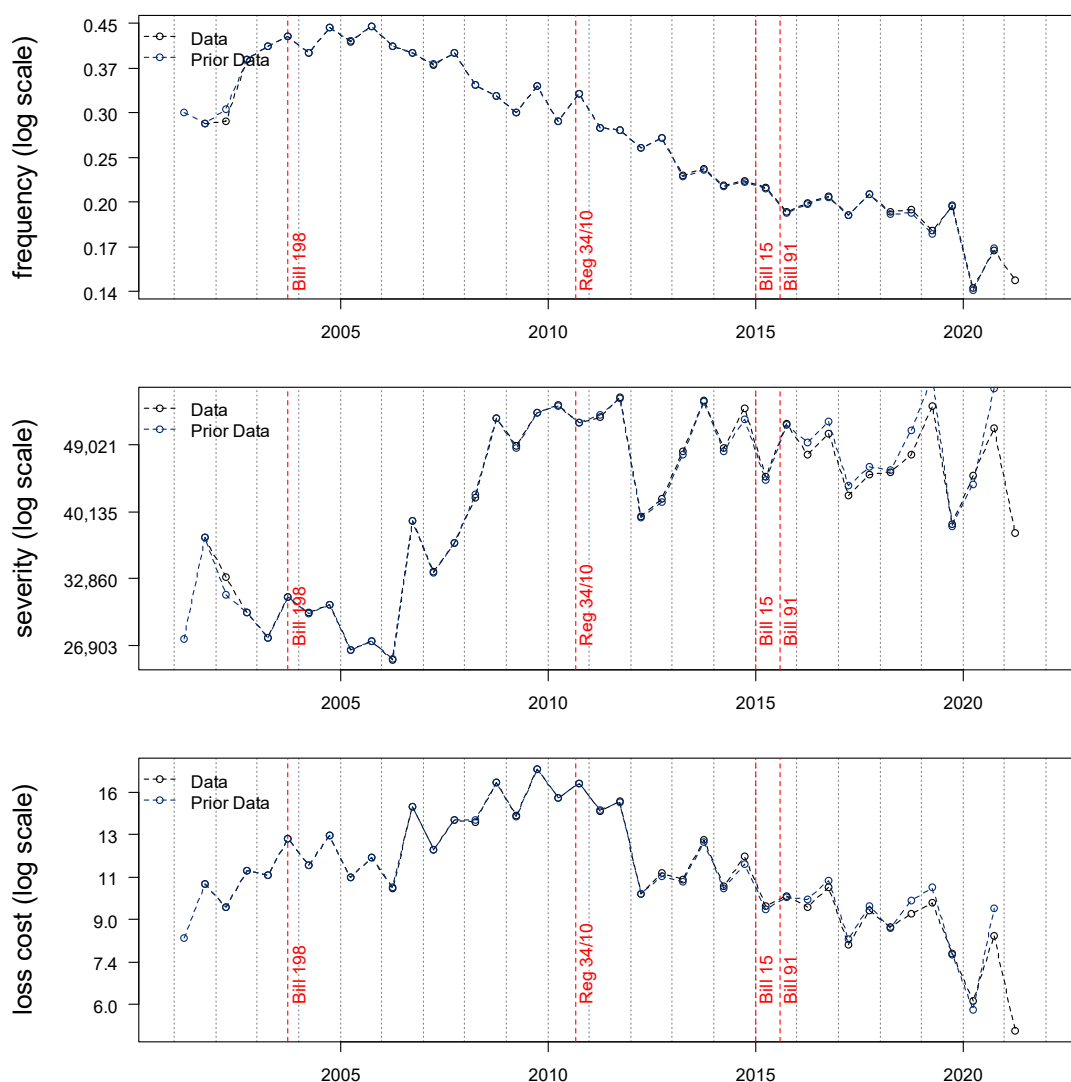 frequency (log scale)
0.45
0.37
0.30
0.25
0.20
0.17
0.14
Data
Prior Data
Bill 198
Reg 34/10
Bill 15
Bill 91
2005
2010
2015
2020
severity (log scale)
49,021
40,135
32,860
26,903
Data
Prior Data
Bill 198
Reg 34/10
Bill 15
Bill 91
2005
2010
2015
2020
loss cost (log scale)
16
13
11
9.0
7.4
6.0
Data
Prior Data
Bill 198
Reg 34/10
Bill 15
Bill 91
2005
2010
2015
2020